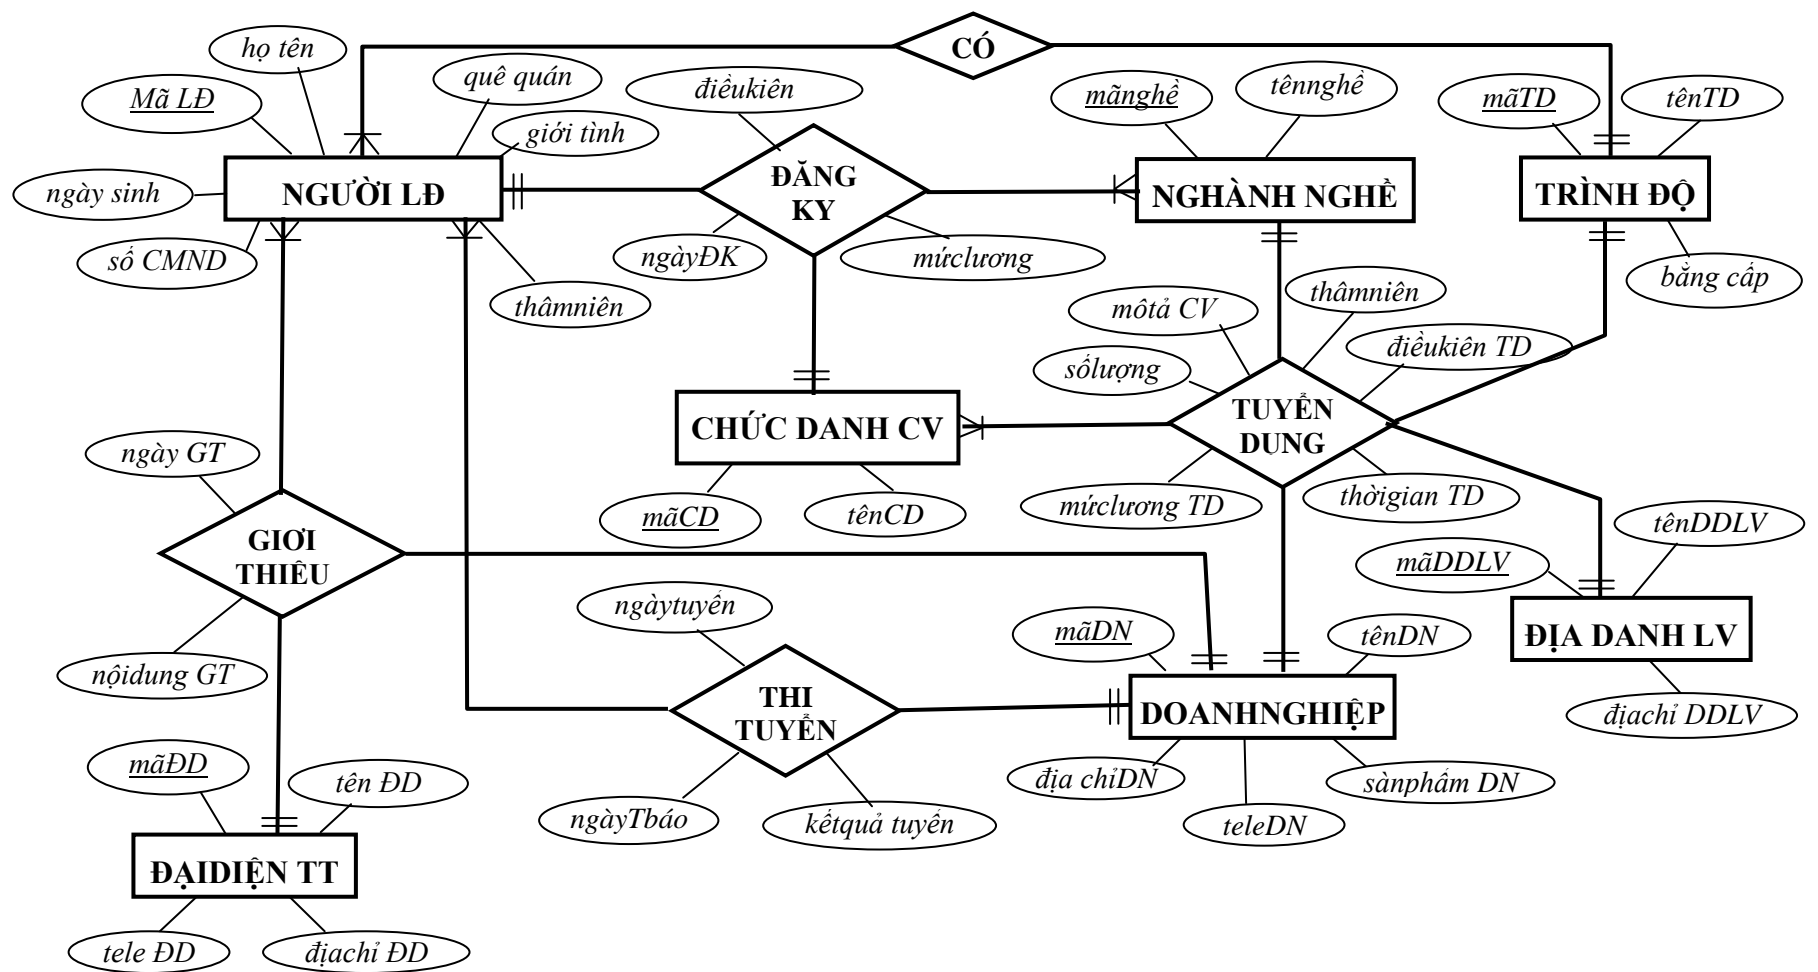 CÓ
họ tên
quê quán
điềukiên
mãnghề
tênnghề
mãTD
tênTD
Mã LĐ
giới tình
ngày sinh
NGƯỜI LĐ
ĐĂNG
KY
NGHÀNH NGHỀ
TRÌNH ĐỘ
số CMND
ngàyĐK
mứclương
bằng cấp
thâmniên
môtả CV
thâmniên
điềukiên TD
sốlượng
CHỨC DANH CV
TUYỂN
DỤNG
ngày GT
mãCD
tênCD
mứclương TD
thờigian TD
tênDDLV
GIƠI
THIÊU
mãDDLV
ngàytuyển
mãDN
tênDN
ĐỊA DANH LV
nộidung GT
THI
TUYỂN
DOANHNGHIỆP
địachỉ DDLV
mãĐD
tên ĐD
địa chỉDN
sànphẩm DN
ngàyTbáo
kếtquả tuyển
teleDN
ĐẠIDIỆN TT
tele ĐD
địachỉ ĐD